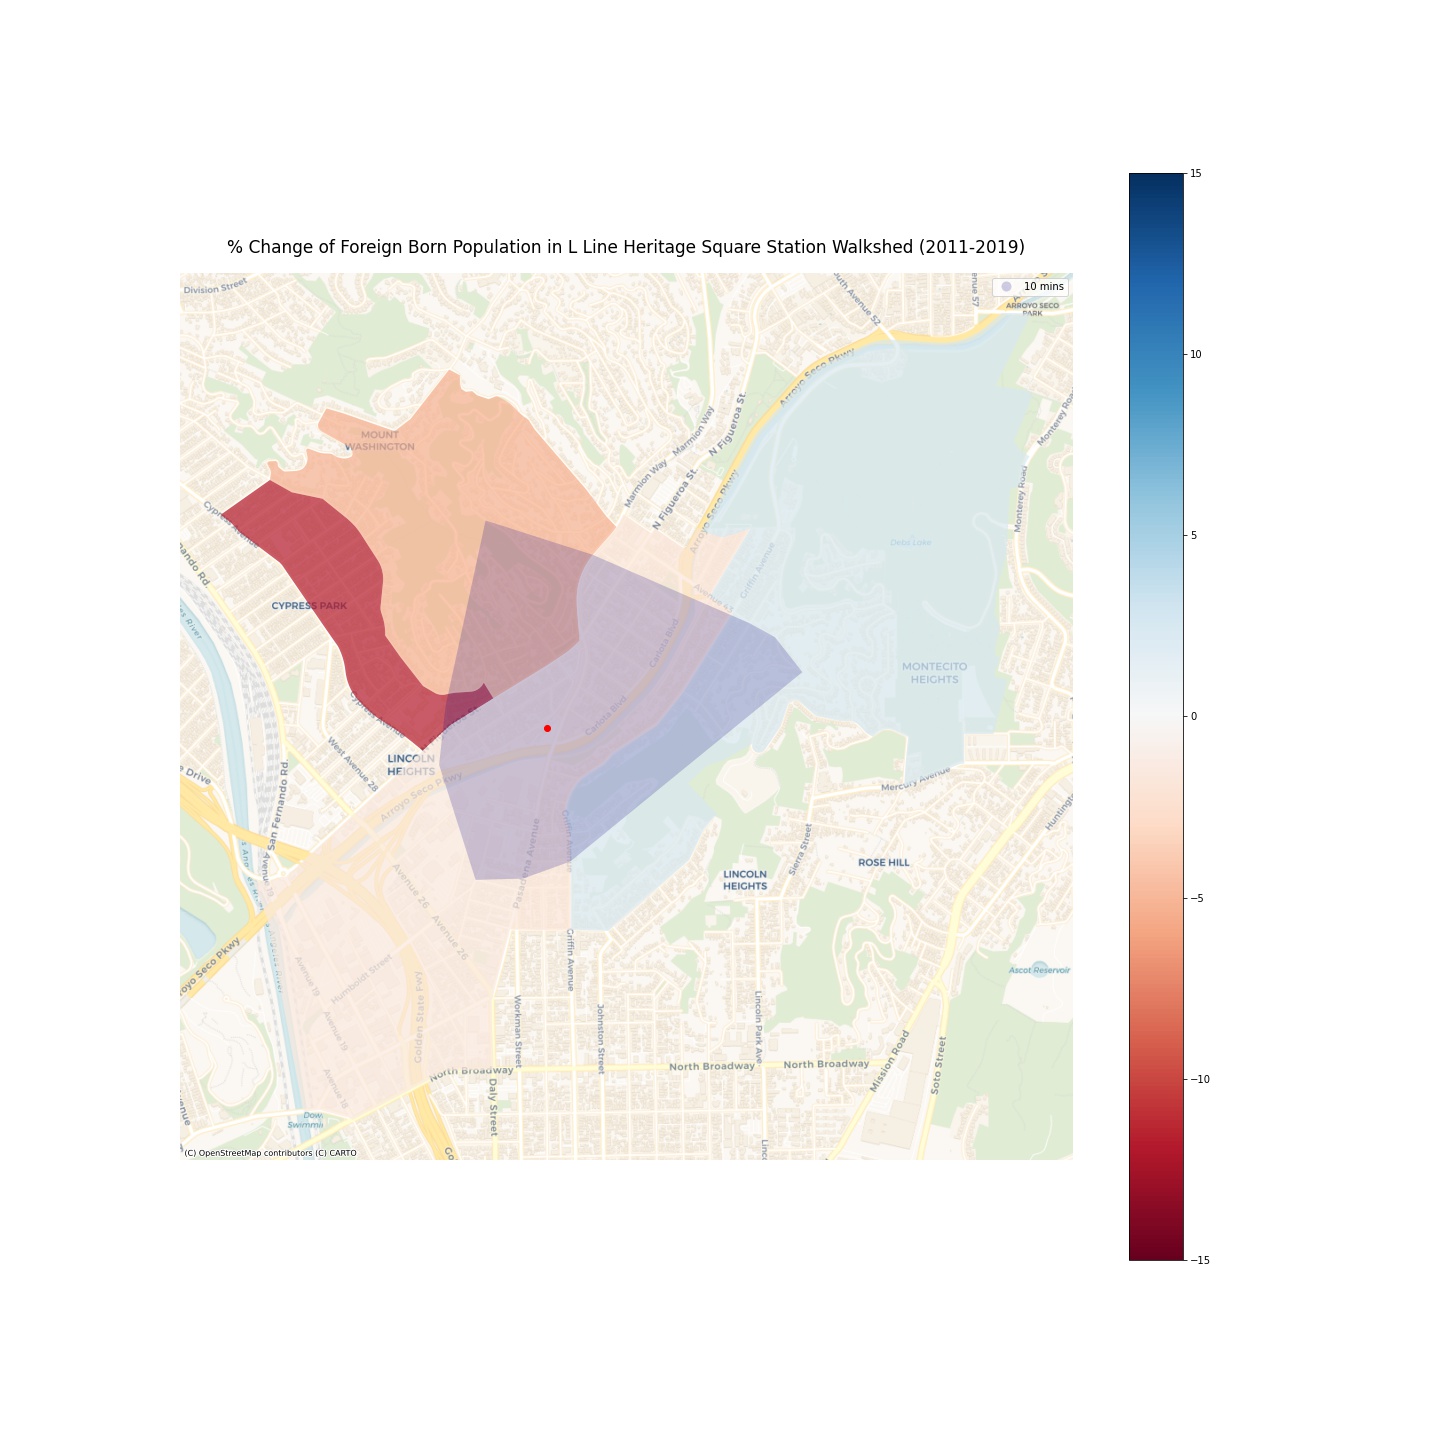 % Change of Foreign Born Population in L Line Heritage Square Station Walkshed (2011-2019)
10 mins
15
10
5
0
−5
−10
−15
Division Street
South Avenue 52
ARROYO SECO
PARK
Arroyo Seco Pkwy
Marmion Way
N Figueroa St.
Monterey Road
MOUNT
WASHINGTON
Marmion Way
N Figueroa St.
Arroyo Seco Pkwy
Arroyo Seco Pkwy
Monterey Road
Cypress Avenue
Debs Lake
Griffin Avenue
Avenue 43
CYPRESS PARK
Carlota Blvd
MONTECITO
HEIGHTS
Cypress Avenue
Carlota Blvd
LINCOLN
HEIGHTS
West Avenue 28
Arroyo Seco Pkwy
San Fernando Rd.
Mercury Avenue
Griffin Avenue
Pasadena Avenue
Sierra Street
ROSE HILL
LINCOLN
HEIGHTS
Avenue 26
Avenue 26
Griffin Avenue
Humboldt Street
Avenue 19
Ascot Reservoir
Golden State Fwy
Workman Street
Johnston Street
Lincoln Park Ave
Avenue 19
North Broadway
North Broadway
North Broadway
Mission Road
Soto Street
Daly Street
Avenue 18
(C) OpenStreetMap contributors (C) CARTO